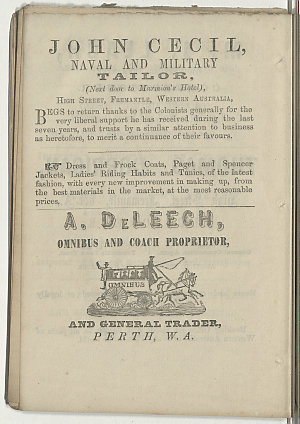 JOHN CECIL,
NAVAL AND MILITARY
TAILOR,
(Next door to Marmion's Hotel),
HIGH STREET, FREMANTLE, WESTERN AUSTRALIA,
BEGS to return thanks to the Colonists generally for the
very liberal support he has received during the last
seven years, and trusts by a similar attention to business
as heretofore, to merit a continuance of their favours.
☞ Dress and Frock Coats, Paget and Spencer
Jackets, Ladies' Riding Habits and Tunics, of the latest
fashion, with every new improvement in making up, from
the best materials in the market, at the most reasonable
prices.
A. DELEECH,
OMNIBUS AND COACH PROPRIETOR,
OMNIBUS
AND GENERAL TRADER,
PERTH, W.A.